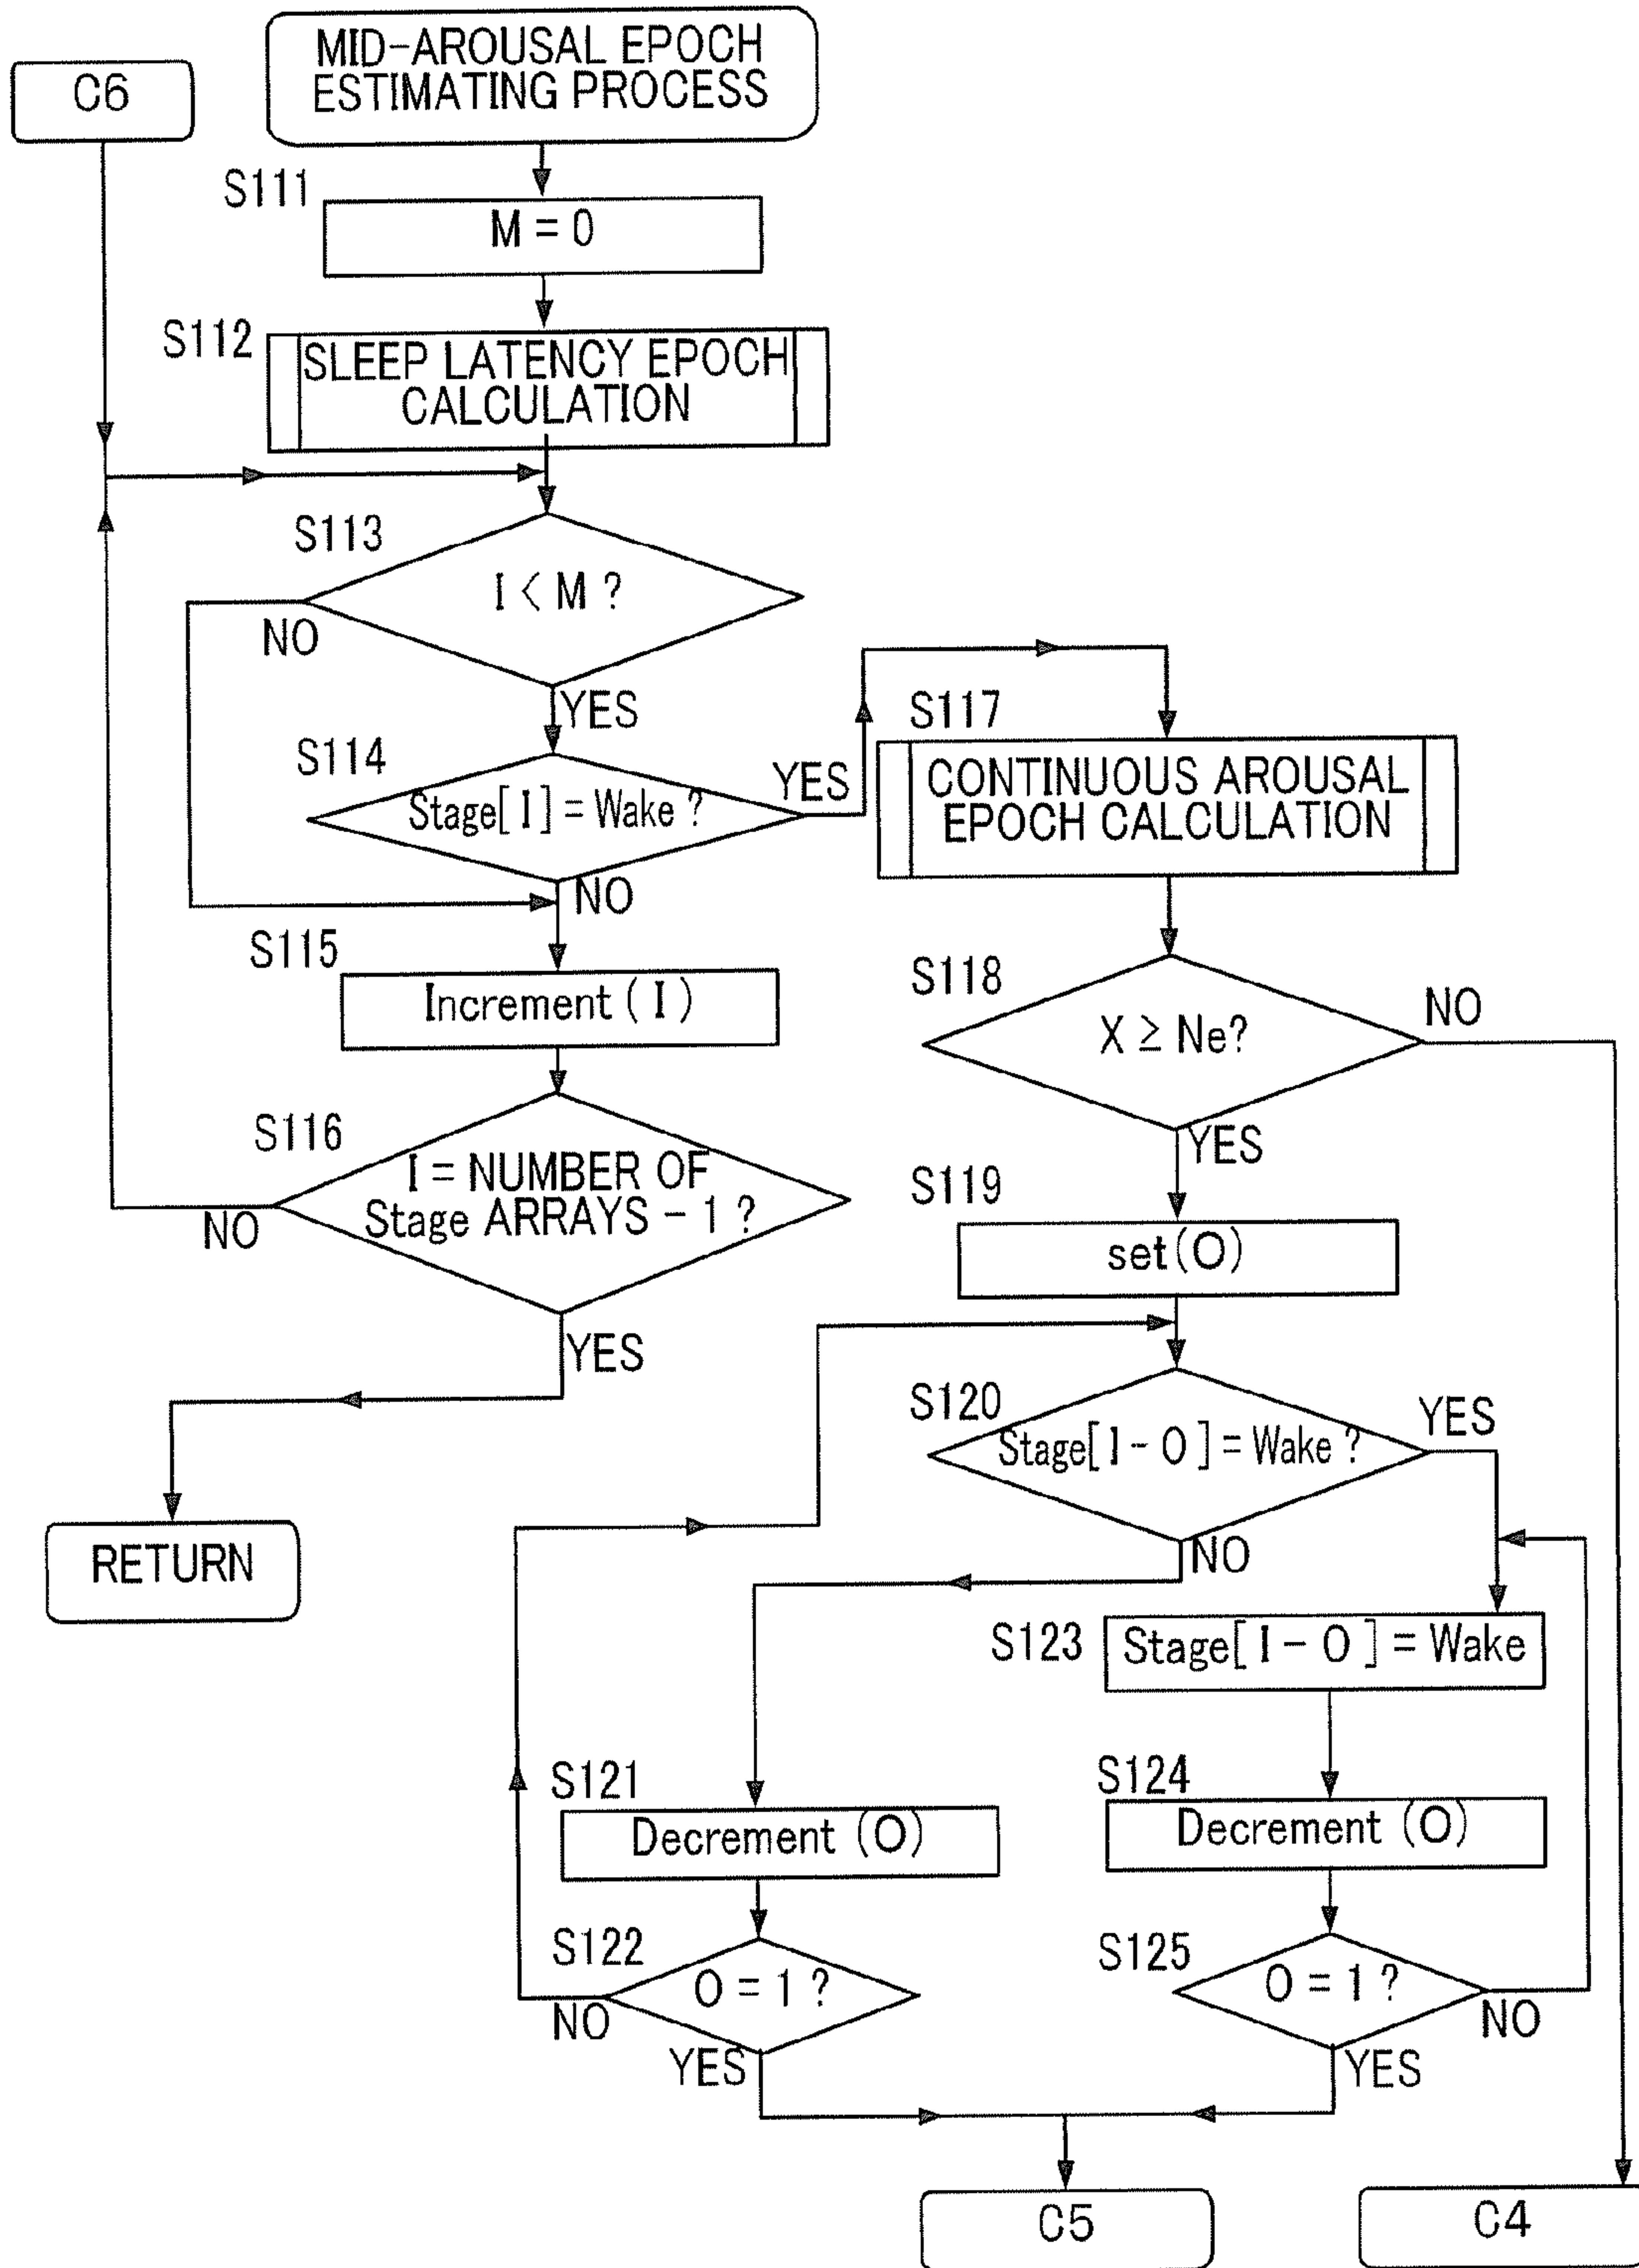 MID-AROUSAL EPOCH
ESTIMATING PROCESS
C6
S111
M = 0
S112
SLEEP LATENCY EPOCH
CALCULATION
S113
I < M ?
NO
YES
S114
Stage[ I ] = Wake ?
YES
NO
S115
Increment ( I )
S116
I = NUMBER OF
Stage ARRAYS - 1 ?
NO
YES
RETURN
S117
CONTINUOUS AROUSAL
EPOCH CALCULATION
S118
X ≥ Ne?
NO
YES
S119
set(O)
S120
Stage[ I - O ] = Wake ?
YES
NO
S123
Stage[ I - O ] = Wake
S121
Decrement (O)
S124
Decrement (O)
S122
O = 1 ?
NO
YES
S125
O = 1 ?
NO
YES
C5
C4